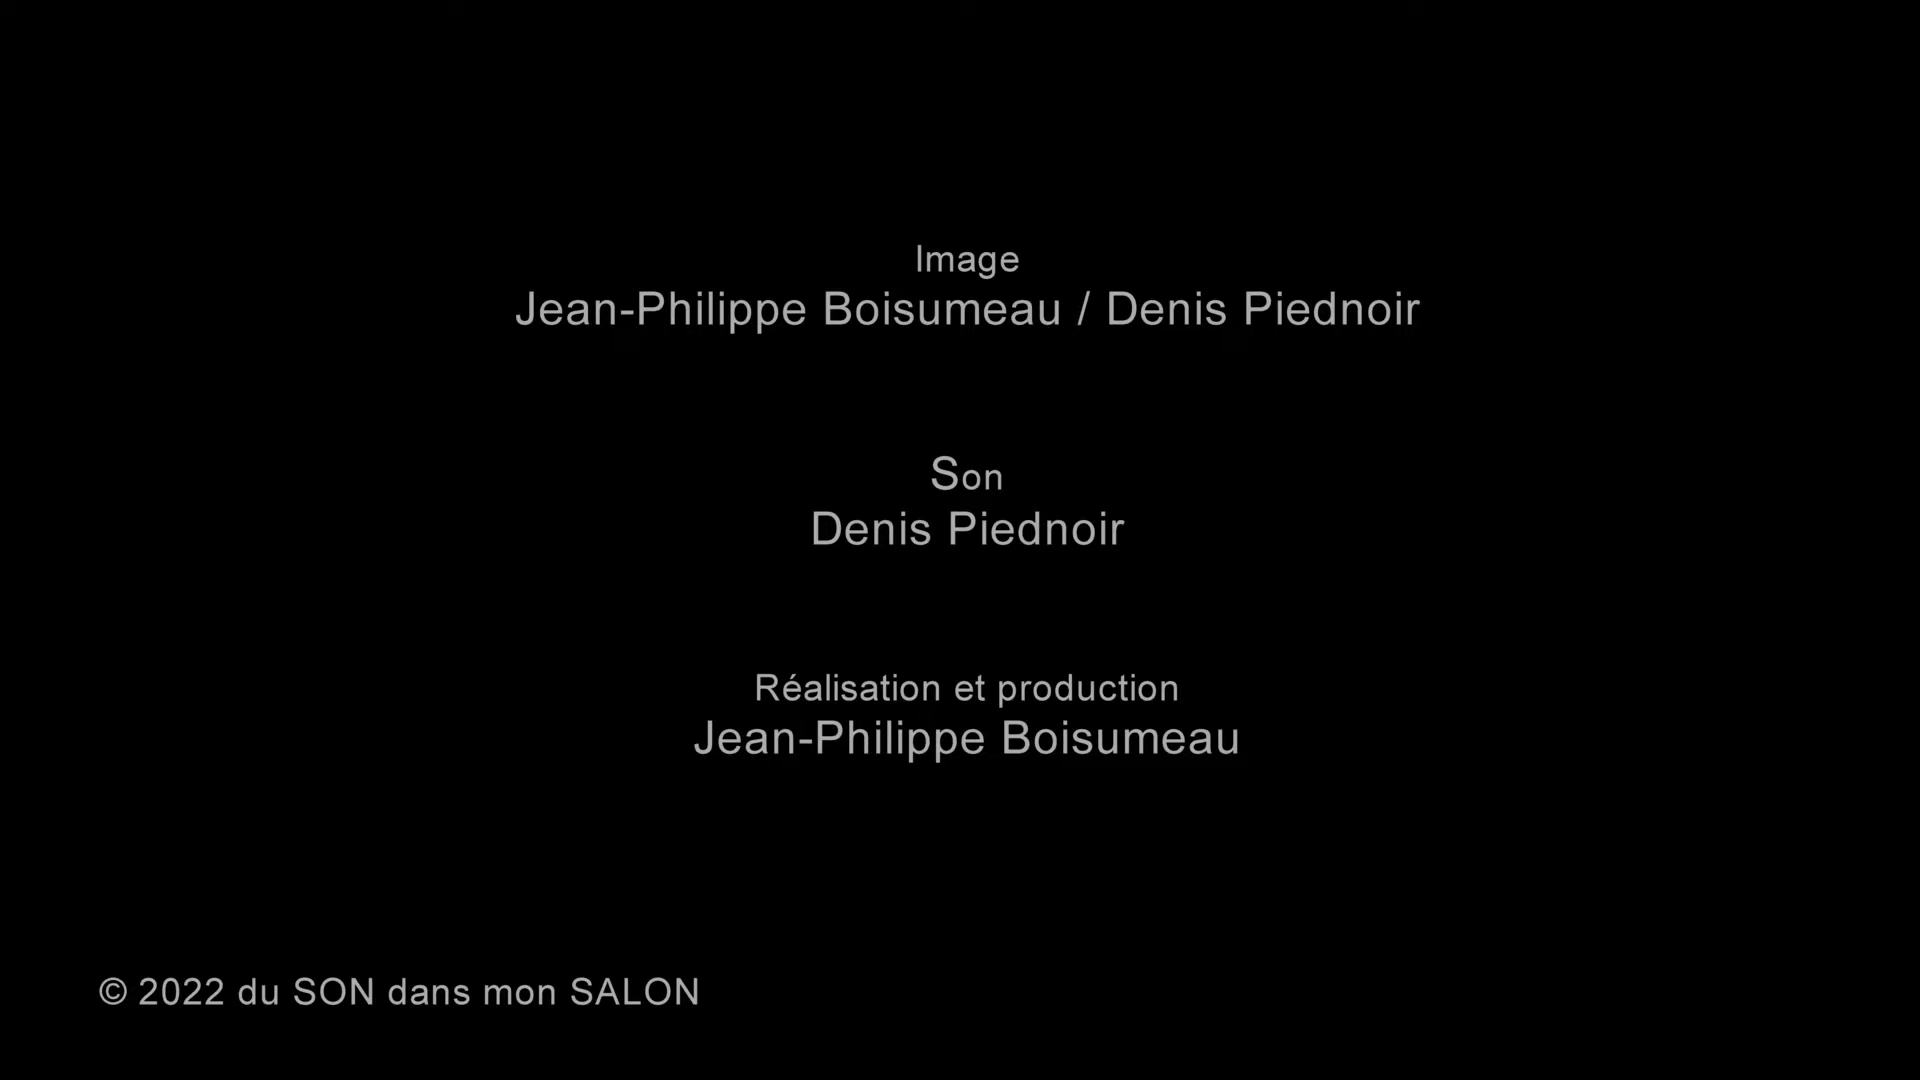 Image
Jean-Philippe Boisumeau / Denis Piednoir
Son
Denis Piednoir
Réalisation et production
Jean-Philippe Boisumeau
© 2022 du SON dans mon SALON